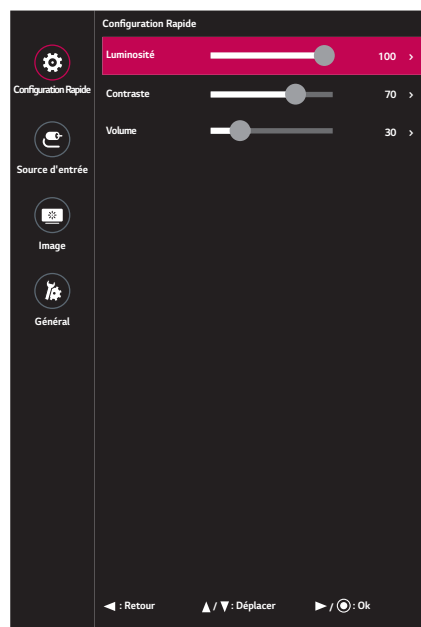 Configuration Rapide
Configuration Rapide
Source d'entrée
Image
Général
Luminosité 100 >
Contraste 70 >
Volume 30 >
◄ : Retour ▲ / ▼ : Déplacer ► / ◉ : Ok